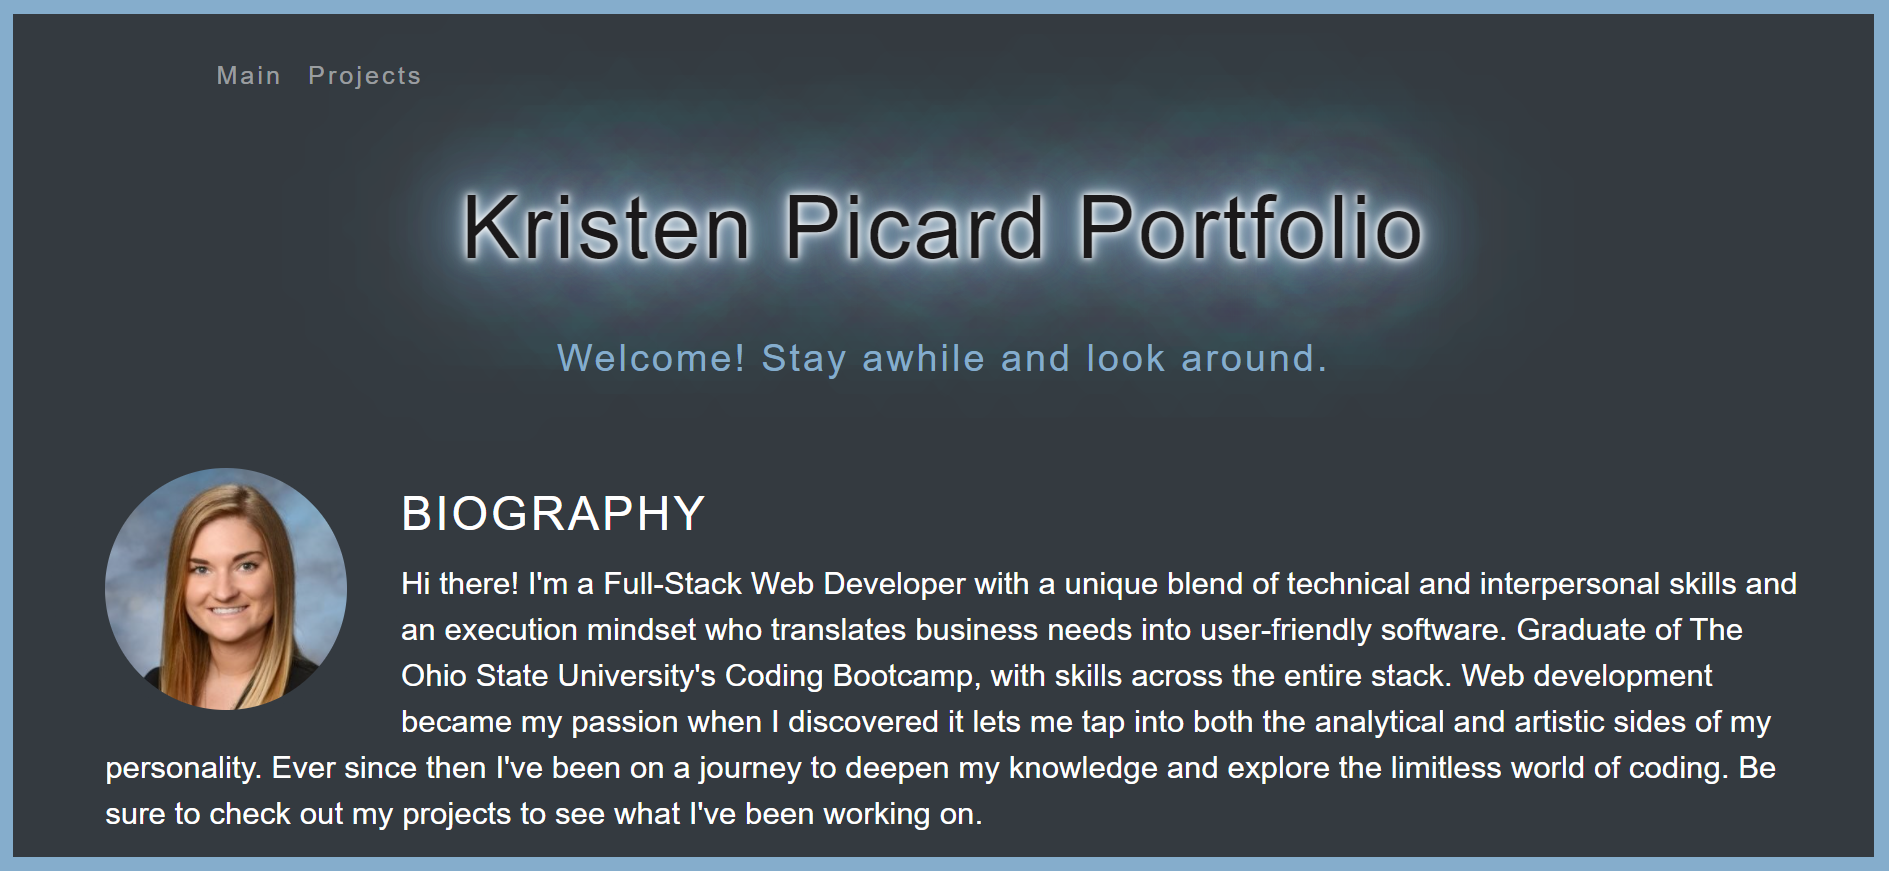 Main Projects
Kristen Picard Portfolio
Welcome! Stay awhile and look around.
BIOGRAPHY
Hi there! I'm a Full-Stack Web Developer with a unique blend of technical and interpersonal skills and
an execution mindset who translates business needs into user-friendly software. Graduate of The
Ohio State University's Coding Bootcamp, with skills across the entire stack. Web development
became my passion when I discovered it lets me tap into both the analytical and artistic sides of my
personality. Ever since then I've been on a journey to deepen my knowledge and explore the limitless world of coding. Be
sure to check out my projects to see what I've been working on.